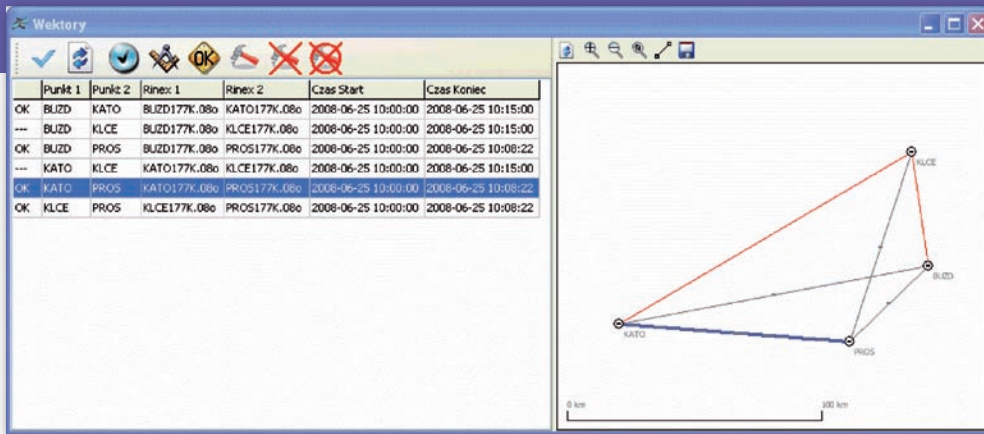 Wektory
OK
Punkt 1 Punkt 2 Rinex 1 Rinex 2 Czas Start Czas Koniec
OK BUZD KATO BUZD177K.08o KATO177K.08o 2008-06-25 10:00:00 2008-06-25 10:15:00
--- BUZD KLCE BUZD177K.08o KLCE177K.08o 2008-06-25 10:00:00 2008-06-25 10:15:00
OK BUZD PROS BUZD177K.08o PROS177K.08o 2008-06-25 10:00:00 2008-06-25 10:08:22
--- KATO KLCE KATO177K.08o KLCE177K.08o 2008-06-25 10:00:00 2008-06-25 10:15:00
OK KATO PROS KATO177K.08o PROS177K.08o 2008-06-25 10:00:00 2008-06-25 10:08:22
OK KLCE PROS KLCE177K.08o PROS177K.08o 2008-06-25 10:00:00 2008-06-25 10:08:22
KLCE
BUZD
KATO
PROS
0 km 100 km